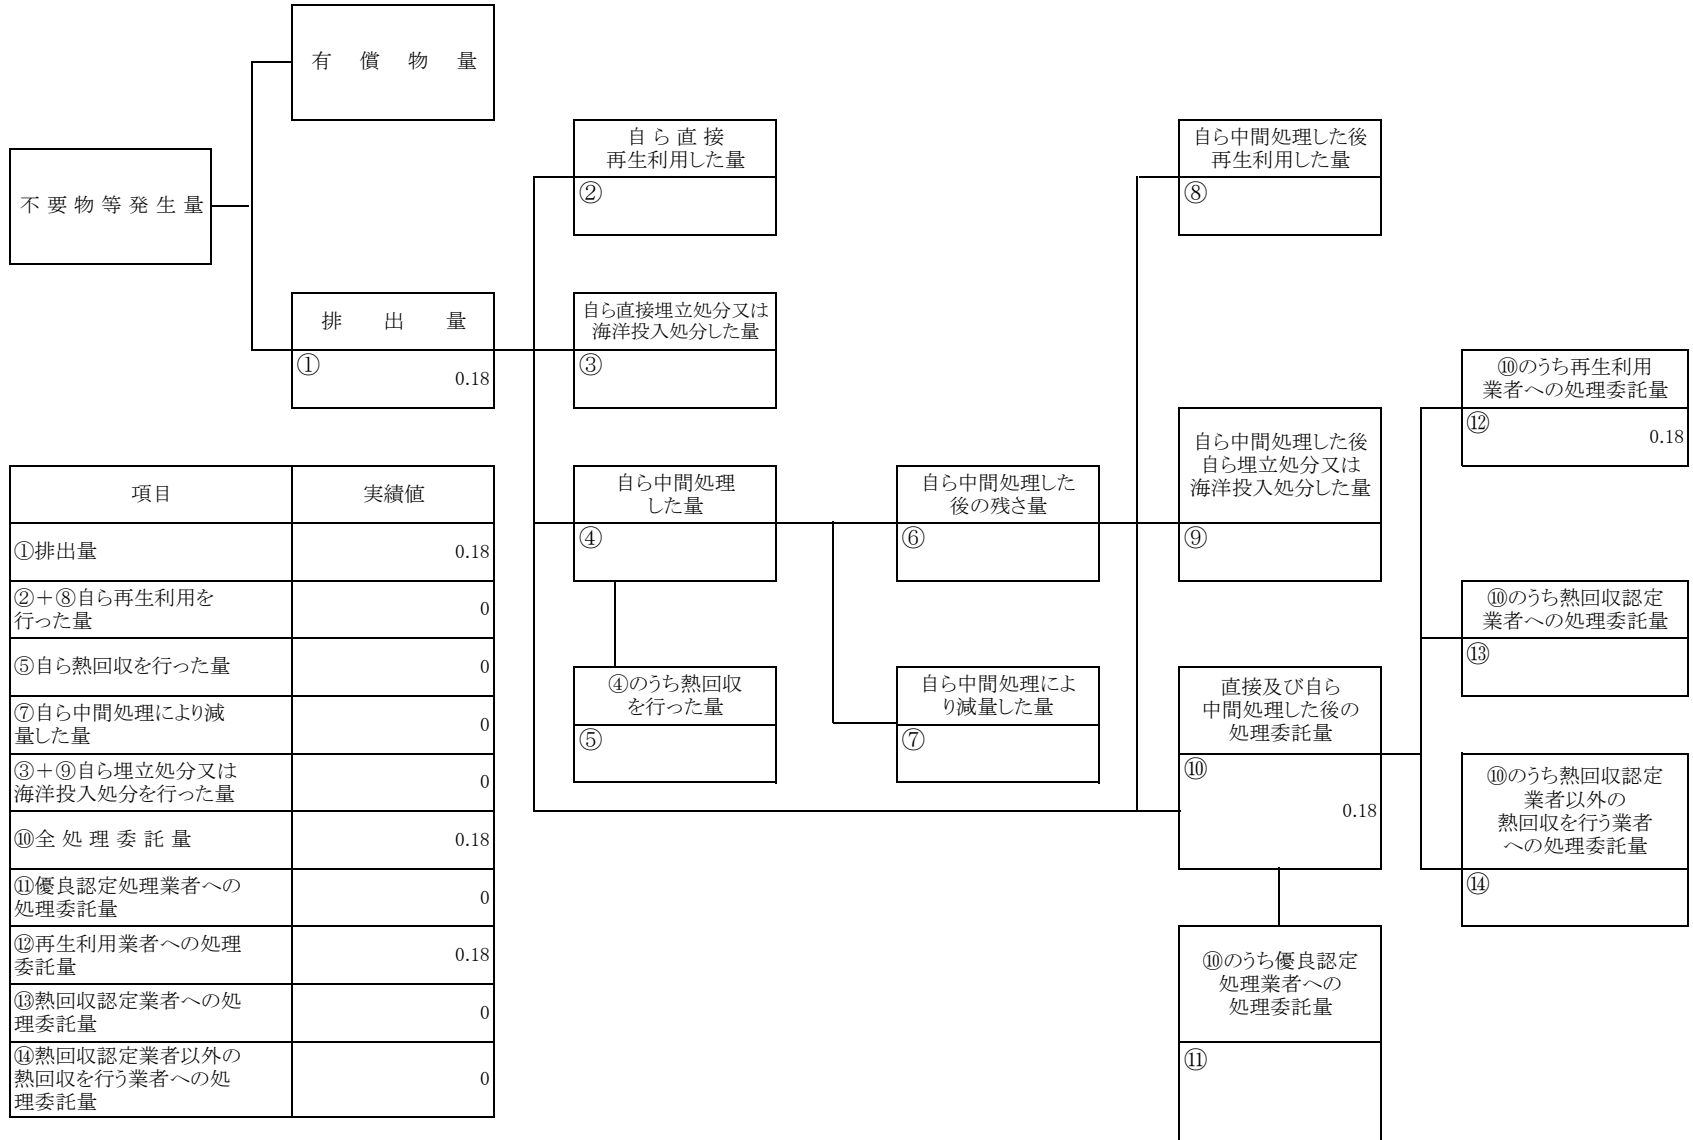 有償物量
不要物等発生量
排出量
①
0.18
自ら直接
再生利用した量
②
自ら直接埋立処分又は
海洋投入処分した量
③
自ら中間処理
した量
④
④のうち熱回収
を行った量
⑤
自ら中間処理した
後の残さ量
⑥
自ら中間処理によ
り減量した量
⑦
自ら中間処理した後
再生利用した量
⑧
自ら中間処理した後
自ら埋立処分又は
海洋投入処分した量
⑨
直接及び自ら
中間処理した後の
処理委託量
⑩
0.18
⑩のうち優良認定
処理業者への
処理委託量
⑪
⑩のうち再生利用
業者への処理委託量
⑫
0.18
⑩のうち熱回収認定
業者への処理委託量
⑬
⑩のうち熱回収認定
業者以外の
熱回収を行う業者
への処理委託量
⑭
項目 実績値
①排出量 0.18
②＋⑧自ら再生利用を
行った量 0
⑤自ら熱回収を行った量 0
⑦自ら中間処理により減
量した量 0
③＋⑨自ら埋立処分又は
海洋投入処分を行った量 0
⑩全処理委託量 0.18
⑪優良認定処理業者への
処理委託量 0
⑫再生利用業者への処理
委託量 0.18
⑬熱回収認定業者への処
理委託量 0
⑭熱回収認定業者以外の
熱回収を行う業者への処
理委託量 0